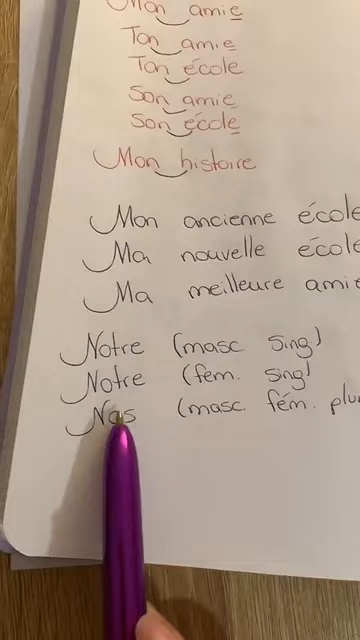 Mon amie
Ton amie
Ton école
Son amie
Son école
Mon histoire
Mon ancienne école
Ma nouvelle école
Ma meilleure amie
Notre (masc. sing.)
Notre (fém. sing)
Nos (masc. fém. plu